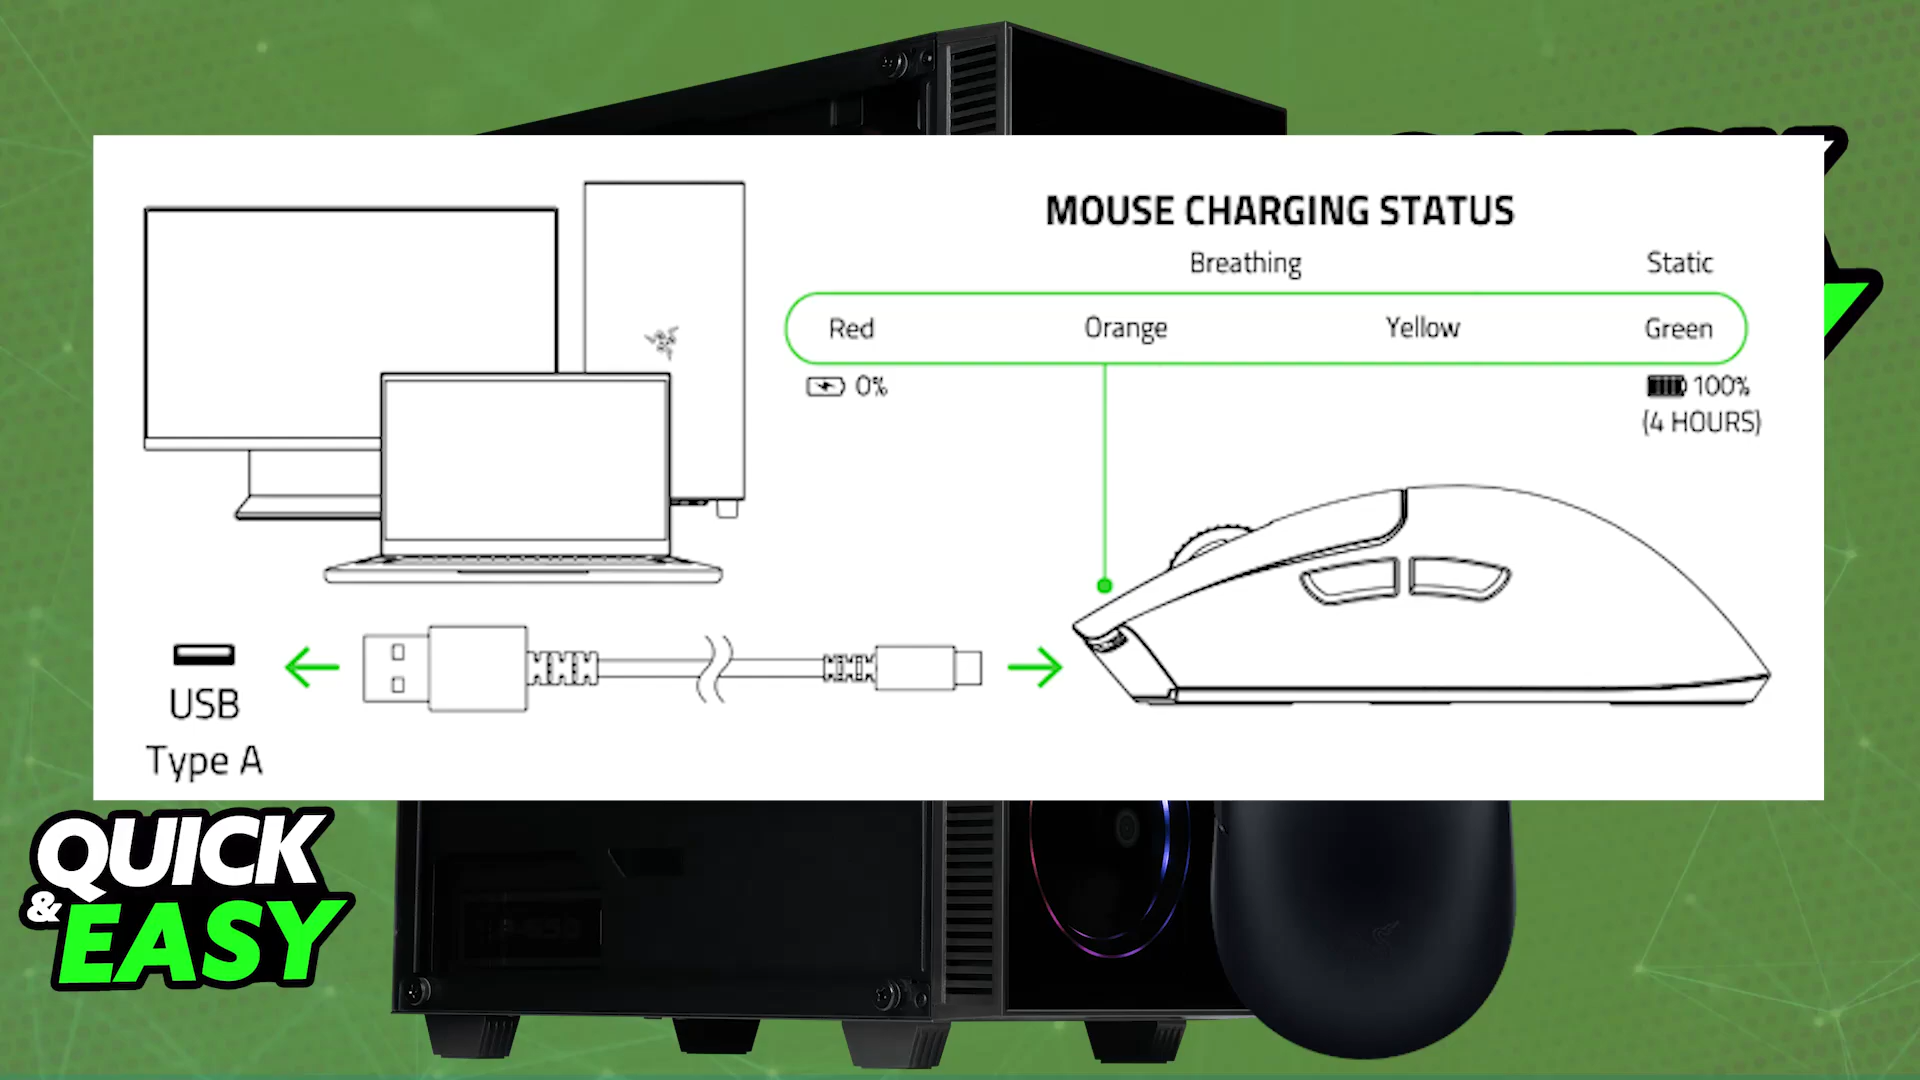 MOUSE CHARGING STATUS
Breathing Static
Red Orange Yellow Green
0% 100%
(4 HOURS)
USB
Type A
QUICK
& EASY